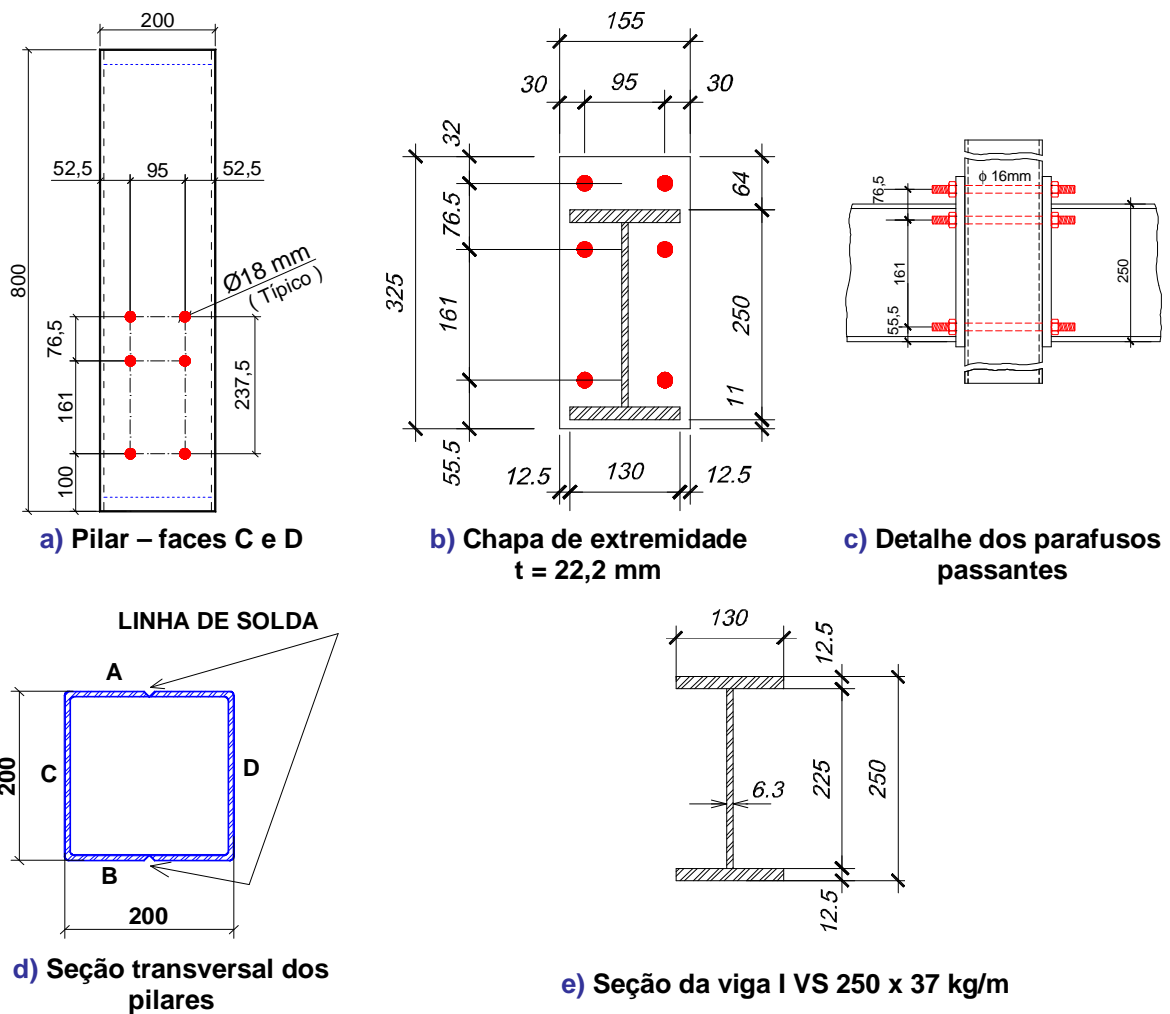 200
52,5
95
52,5
800
Ø18 mm
( Típico )
76,5
161
100
237,5
a) Pilar – faces C e D
155
30
95
30
32
76.5
161
55.5
325
64
250
11
12.5
130
12.5
b) Chapa de extremidade
t = 22,2 mm
ϕ 16mm
76,5
161
55,5
250
c) Detalhe dos parafusos
passantes
LINHA DE SOLDA
A
B
C
D
200
200
d) Seção transversal dos
pilares
130
12.5
225
250
6.3
12.5
e) Seção da viga I VS 250 x 37 kg/m